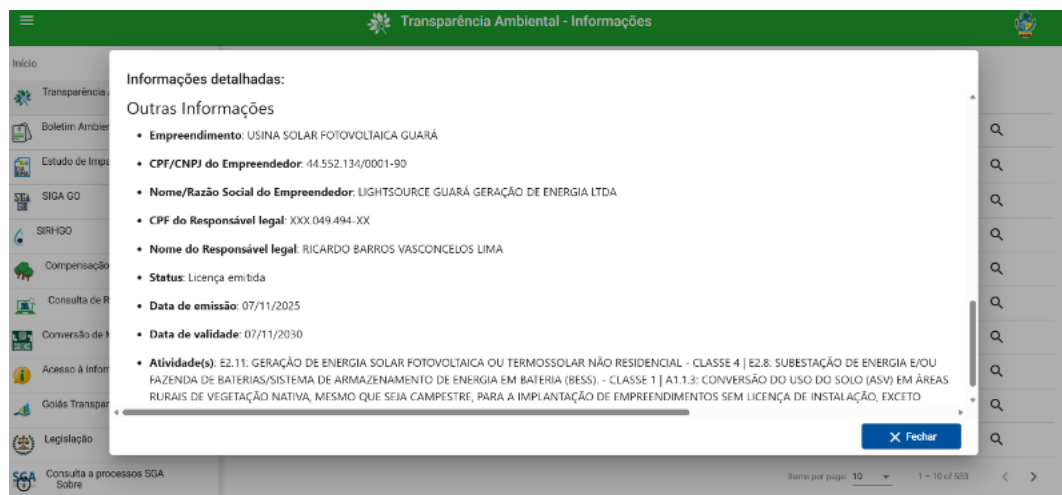 Transparência Ambiental - Informações
Início
Transparência
Boletim Ambier
Estudo de Impa
SIGA GO
SIRHGO
Compensação
Consulta de R
Conversão de M
Acesso à Inform
Goiás Transpar
Legislação
Consulta a processos SGA
Sobre
Informações detalhadas:
Outras Informações
• Empreendimento: USINA SOLAR FOTOVOLTAICA GUARÁ
• CPF/CNPJ do Empreendedor: 44.552.134/0001-90
• Nome/Razão Social do Empreendedor: LIGHTSOURCE GUARÁ GERAÇÃO DE ENERGIA LTDA
• CPF do Responsável legal: XXX.049.494-XX
• Nome do Responsável legal: RICARDO BARROS VASCONCELOS LIMA
• Status: Licença emitida
• Data de emissão: 07/11/2025
• Data de validade: 07/11/2030
• Atividade(s): E2.11: GERAÇÃO DE ENERGIA SOLAR FOTOVOLTAICA OU TERMOSSOLAR NÃO RESIDENCIAL - CLASSE 4 | E2.8: SUBESTAÇÃO DE ENERGIA E/OU
FAZENDA DE BATERIAS/SISTEMA DE ARMAZENAMENTO DE ENERGIA EM BATERIA (BESS). - CLASSE 1 | A1.1.3: CONVERSÃO DO USO DO SOLO (ASV) EM ÁREAS
RURAIS DE VEGETAÇÃO NATIVA, MESMO QUE SEJA CAMPESTRE, PARA A IMPLANTAÇÃO DE EMPREENDIMENTOS SEM LICENÇA DE INSTALAÇÃO, EXCETO
Fechar
Items per page: 10
1 – 10 of 533